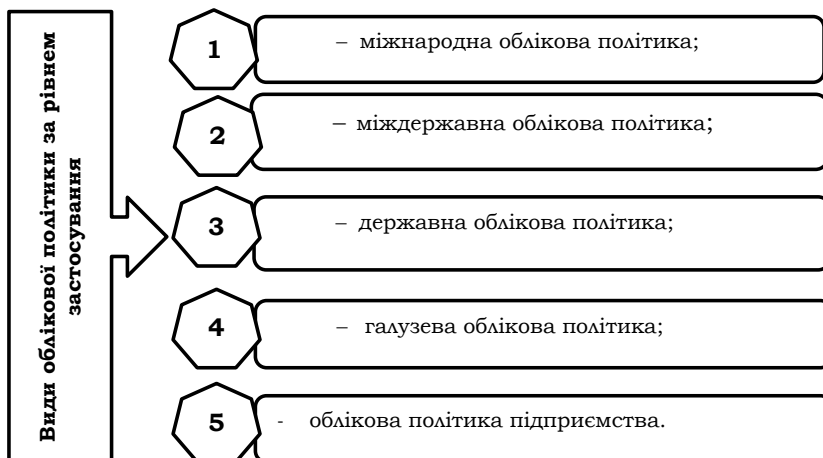 Види облікової політики за рівнем
застосування
1
– міжнародна облікова політика;
2
– міждержавна облікова політика;
3
– державна облікова політика;
4
– галузева облікова політика;
5
- облікова політика підприємства.